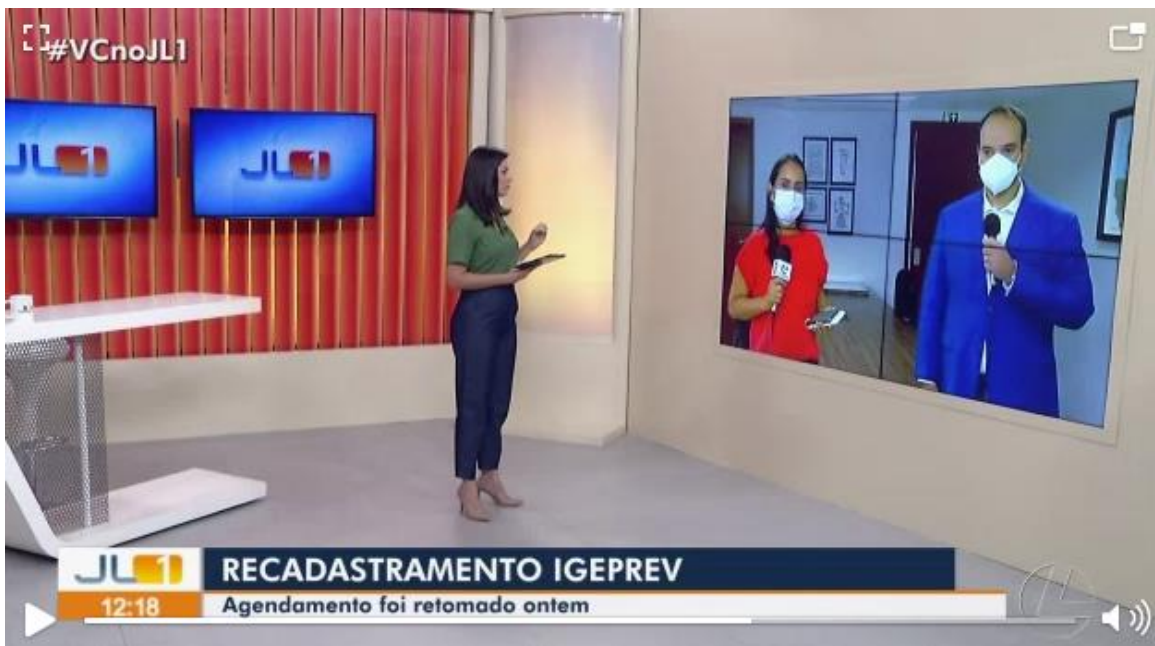 #VCnoJL1
JL1
JL1
JL1
RECADASTRAMENTO IGEPREV
12:18
Agendamento foi retomado ontem